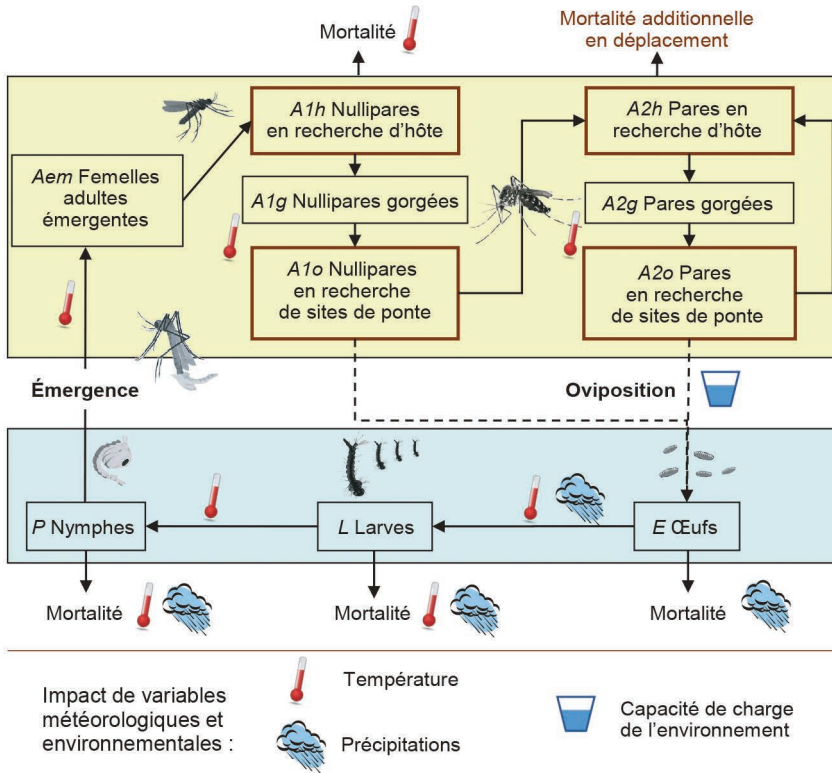 Mortalité
Mortalité additionnelle
en déplacement
A1h Nullipares
en recherche d'hôte
A2h Pares en
recherche d'hôte
Aem Femelles
adultes
émergentes
A1g Nullipares gorgées
A2g Pares gorgées
A1o Nullipares
en recherche
de sites de ponte
A2o Pares
en recherche
de sites de ponte
Émergence
Oviposition
P Nymphes
L Larves
E Œufs
Mortalité
Mortalité
Mortalité
Impact de variables
météorologiques et
environnementales :
Température
Précipitations
Capacité de charge
de l'environnement